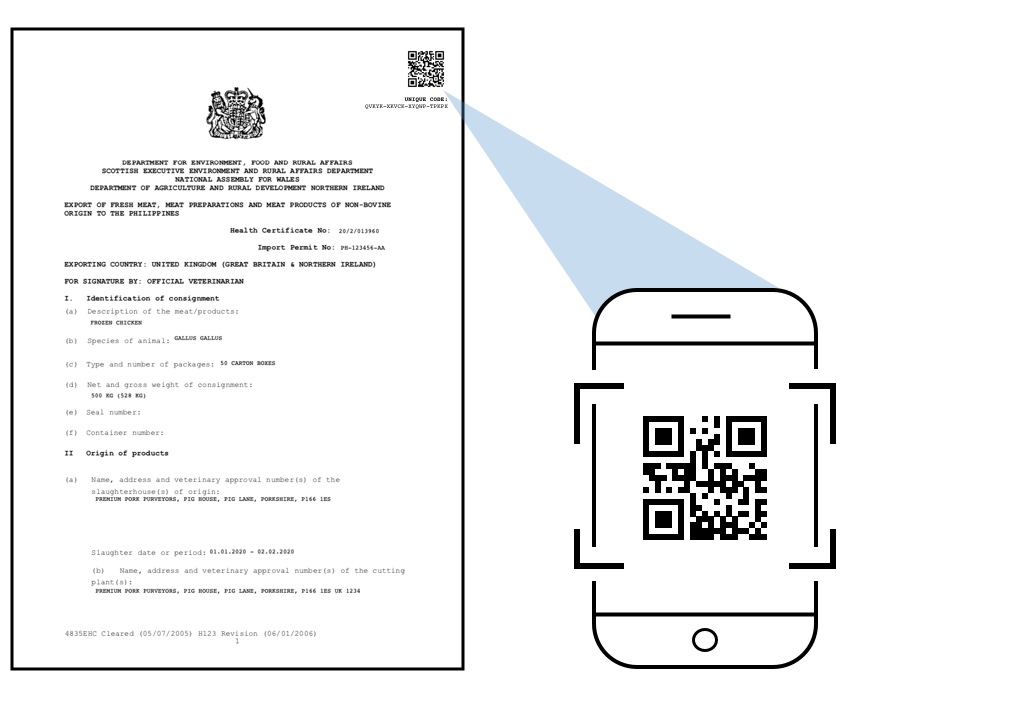 UNIQUE CODE:
DEPARTMENT FOR ENVIRONMENT, FOOD AND RURAL AFFAIRS
SCOTTISH EXECUTIVE ENVIRONMENT AND RURAL AFFAIRS DEPARTMENT
NATIONAL ASSEMBLY FOR WALES
DEPARTMENT OF AGRICULTURE AND RURAL DEVELOPMENT NORTHERN IRELAND
EXPORT OF FRESH MEAT, MEAT PREPARATIONS AND MEAT PRODUCTS OF NON-BOVINE
ORIGIN TO THE PHILIPPINES
Health Certificate No: 20/2/013960
Import Permit No: PH-123456-AA
EXPORTING COUNTRY: UNITED KINGDOM (GREAT BRITAIN & NORTHERN IRELAND)
FOR SIGNATURE BY: OFFICIAL VETERINARIAN
I. Identification of consignment
(a) Description of the meat/products:
FROZEN CHICKEN
(b) Species of animal: GALLUS GALLUS
(c) Type and number of packages: 50 CARTON BOXES
(d) Net and gross weight of consignment:
500 KG (528 KG)
(e) Seal number:
(f) Container number:
II Origin of products
(a) Name, address and veterinary approval number(s) of the
slaughterhouse(s) of origin:
PREMIUM PORK PURVEYORS, PIG HOUSE, PIG LANE, PORKSHIRE, P166 1ES
Slaughter date or period: 01.01.2020 - 02.02.2020
(b) Name, address and veterinary approval number(s) of the cutting
plant(s):
PREMIUM PORK PURVEYORS, PIG HOUSE, PIG LANE, PORKSHIRE, P166 1ES UK 1234
4835EHC Cleared (05/07/2005) H123 Revision (06/01/2006)
1